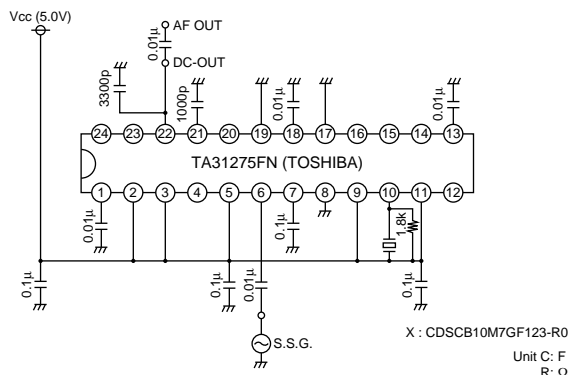 Vcc (5.0V)
AF OUT
0.01µ
DC-OUT
3300p
1000p
0.01µ
0.01µ
24 23 22 21 20 19 18 17 16 15 14 13
TA31275FN (TOSHIBA)
1 2 3 4 5 6 7 8 9 10 11 12
0.01µ
0.1µ
1.8k
0.1µ
0.1µ
0.01µ
0.1µ
S.S.G.
X : CDSCB10M7GF123-R0
Unit C: F
R: Ω